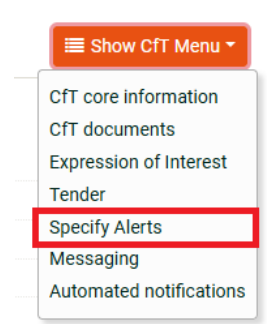 Show CfT Menu
CfT core information
CfT documents
Expression of Interest
Tender
Specify Alerts
Messaging
Automated notifications